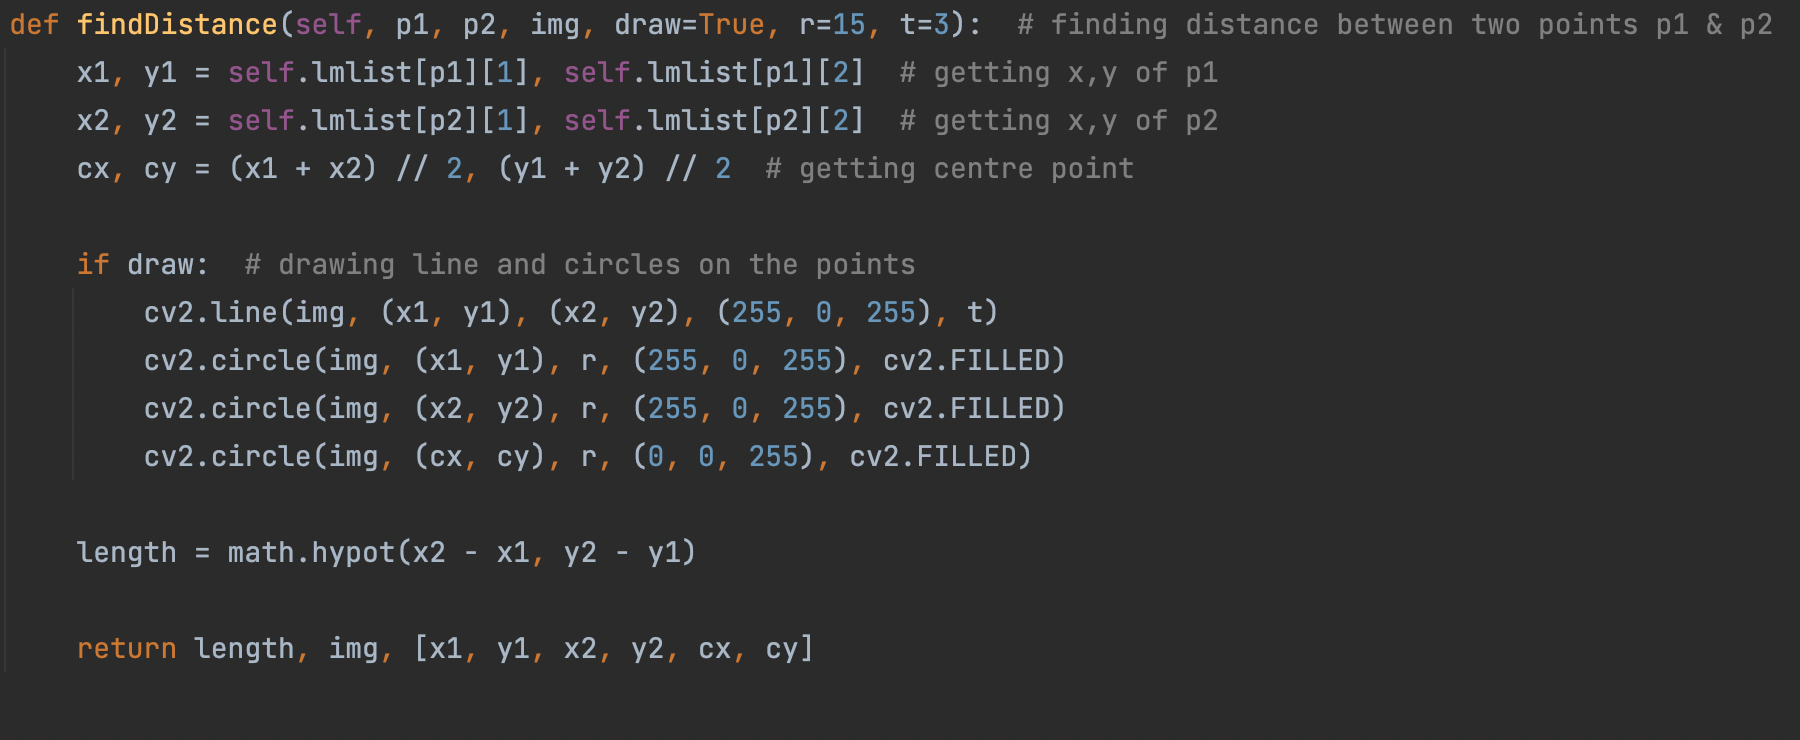 def findDistance(self, p1, p2, img, draw=True, r=15, t=3):  # finding distance between two points p1 & p2
    x1, y1 = self.lmlist[p1][1], self.lmlist[p1][2]  # getting x,y of p1
    x2, y2 = self.lmlist[p2][1], self.lmlist[p2][2]  # getting x,y of p2
    cx, cy = (x1 + x2) // 2, (y1 + y2) // 2  # getting centre point
    if draw:  # drawing line and circles on the points
        cv2.line(img, (x1, y1), (x2, y2), (255, 0, 255), t)
        cv2.circle(img, (x1, y1), r, (255, 0, 255), cv2.FILLED)
        cv2.circle(img, (x2, y2), r, (255, 0, 255), cv2.FILLED)
        cv2.circle(img, (cx, cy), r, (0, 0, 255), cv2.FILLED)
    length = math.hypot(x2 - x1, y2 - y1)
    return length, img, [x1, y1, x2, y2, cx, cy]